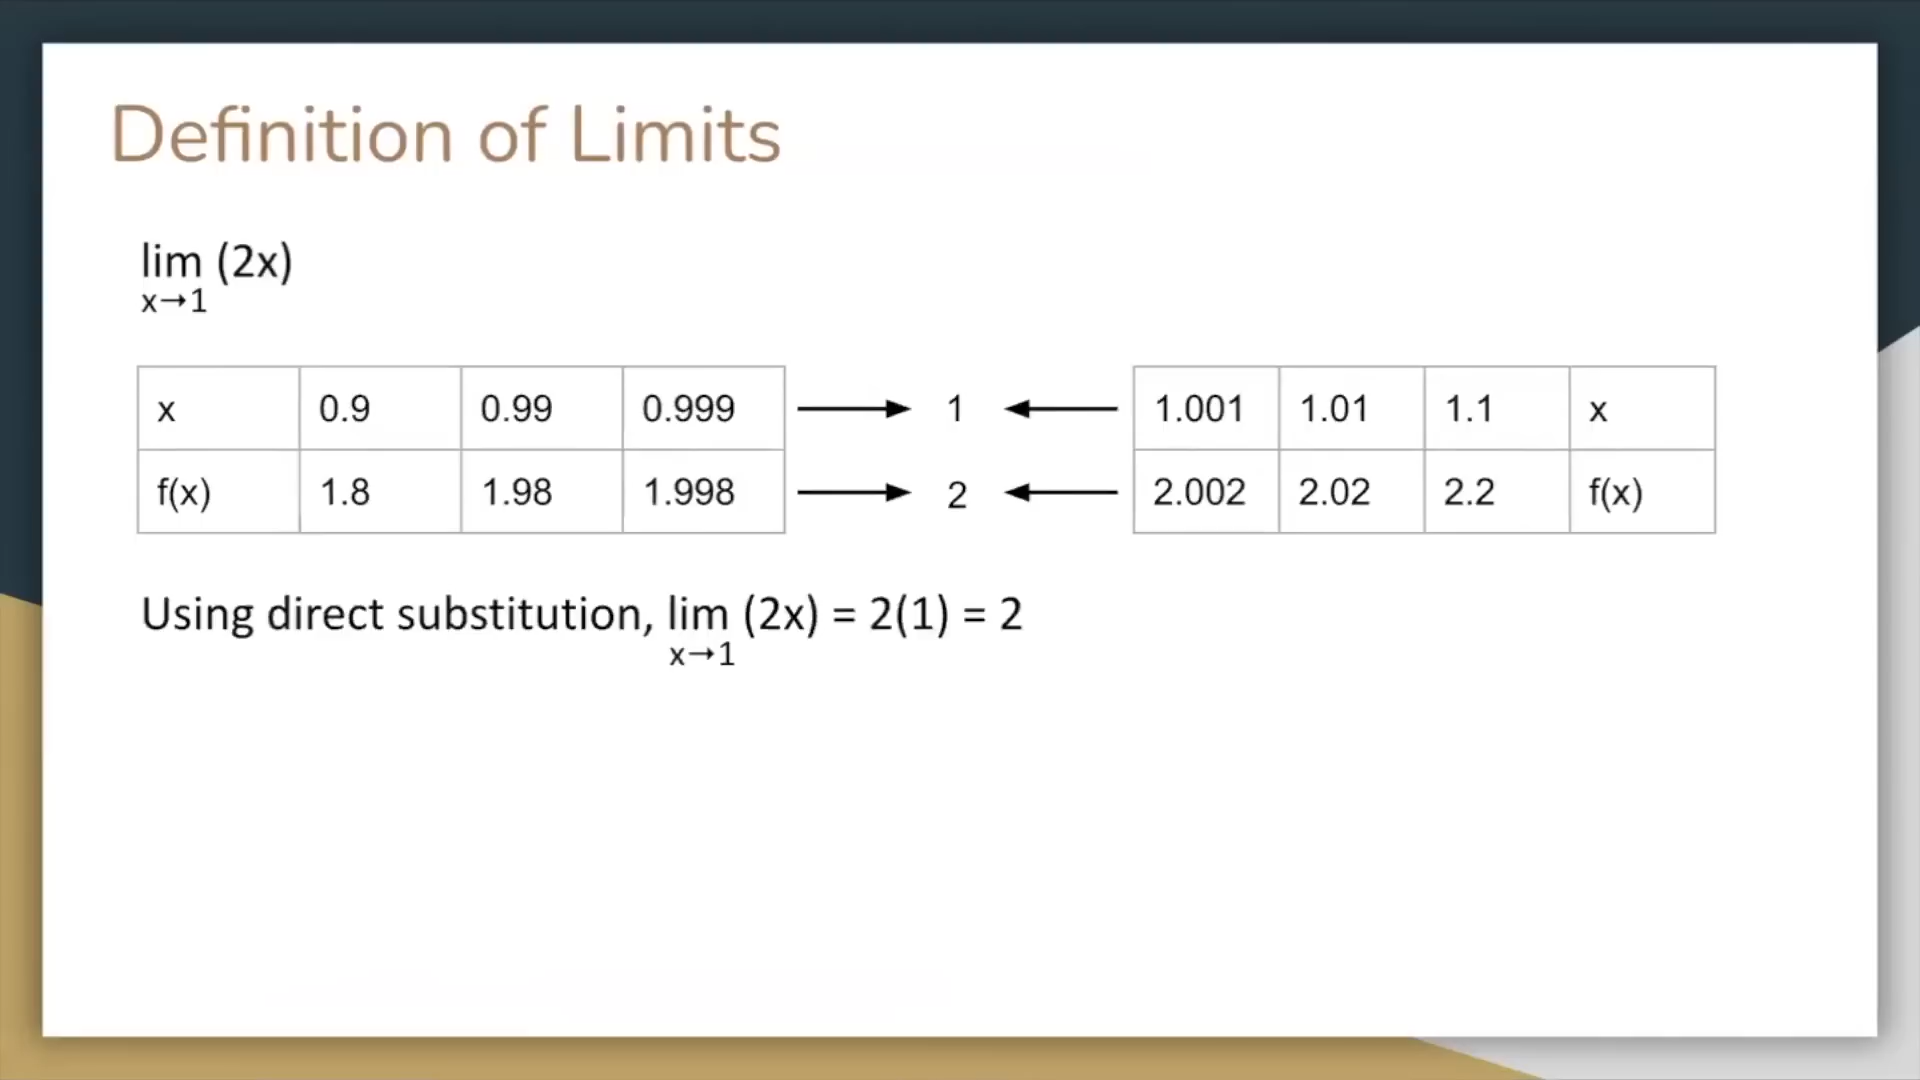 Definition of Limits
lim (2x)
x→1
x 0.9 0.99 0.999 → 1 ← 1.001 1.01 1.1 x
f(x) 1.8 1.98 1.998 → 2 ← 2.002 2.02 2.2 f(x)
Using direct substitution, lim (2x) = 2(1) = 2
x→1